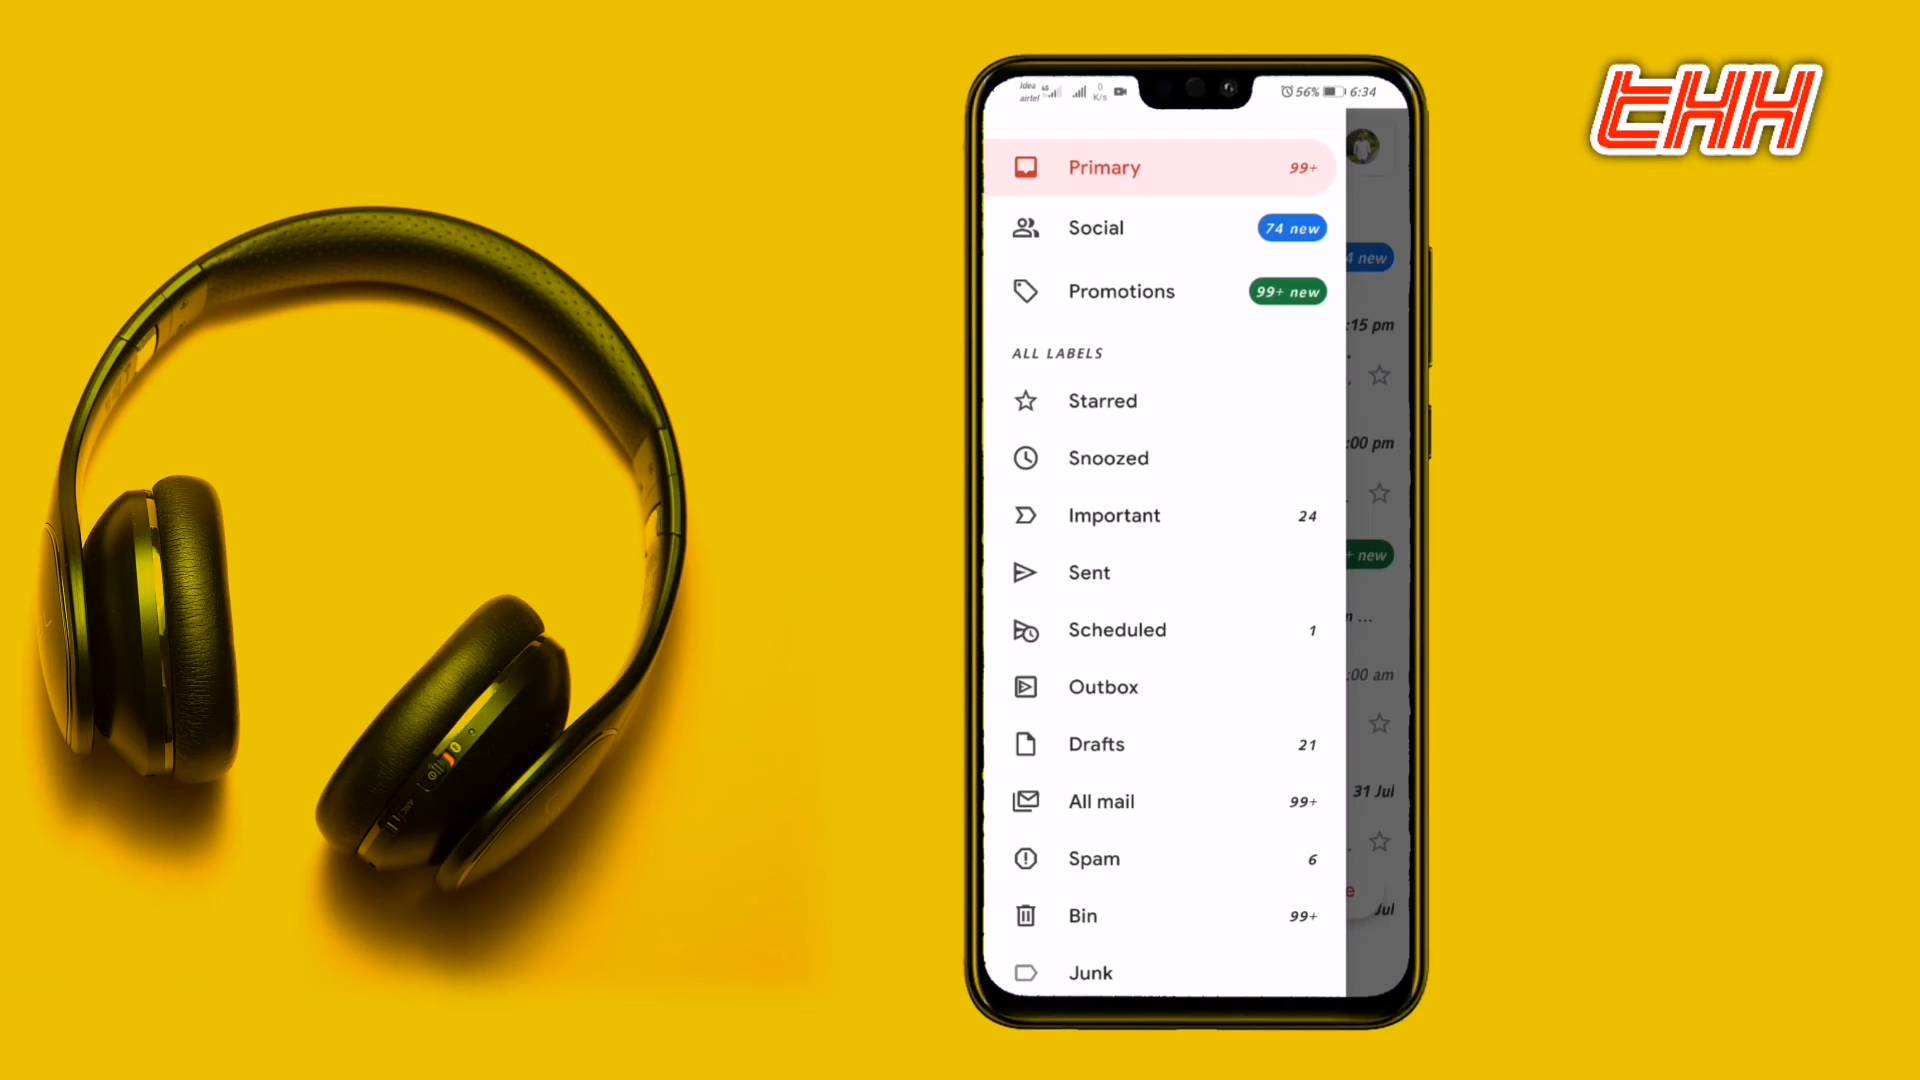 Idea
airtel
4G
0
K/s
56%
6:34
Primary
99+
Social
74 new
Promotions
99+ new
ALL LABELS
Starred
Snoozed
Important
24
Sent
Scheduled
1
Outbox
Drafts
21
All mail
99+
Spam
6
Bin
99+
Junk
4 new
:15 pm
:00 pm
+ new
:00 am
31 Jul
Jul
HH